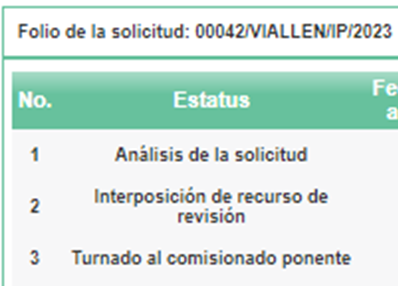 Folio de la solicitud: 00042/VIALLEN/IP/2023
No. Estatus Fe
a
1 Análisis de la solicitud
2 Interposición de recurso de
revisión
3 Turnado al comisionado ponente